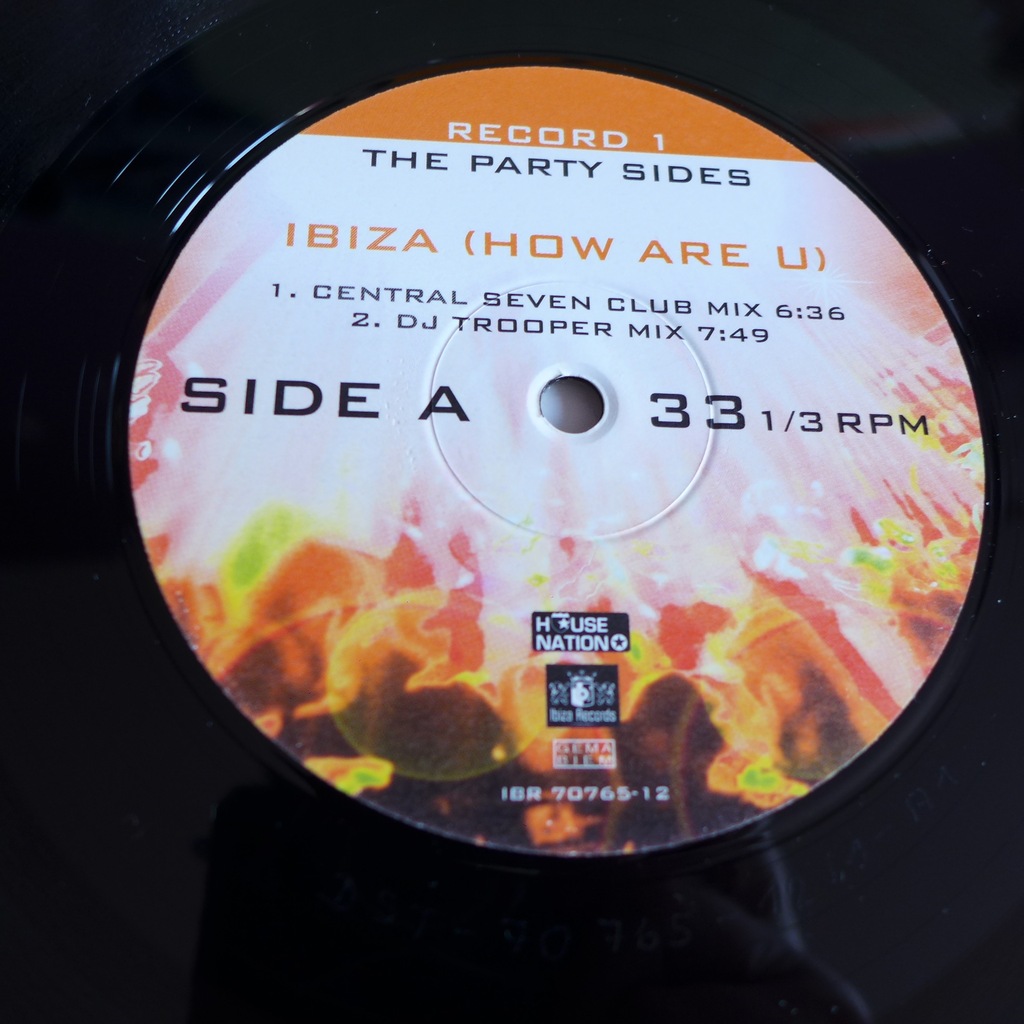 RECORD 1
THE PARTY SIDES
IBIZA (HOW ARE U)
1. CENTRAL SEVEN CLUB MIX 6:36
2. DJ TROOPER MIX 7:49
SIDE A 33 1/3 RPM
H★USE
NATION✪
Ibiza Records
GEMA
BIEM
IBR 70765-12